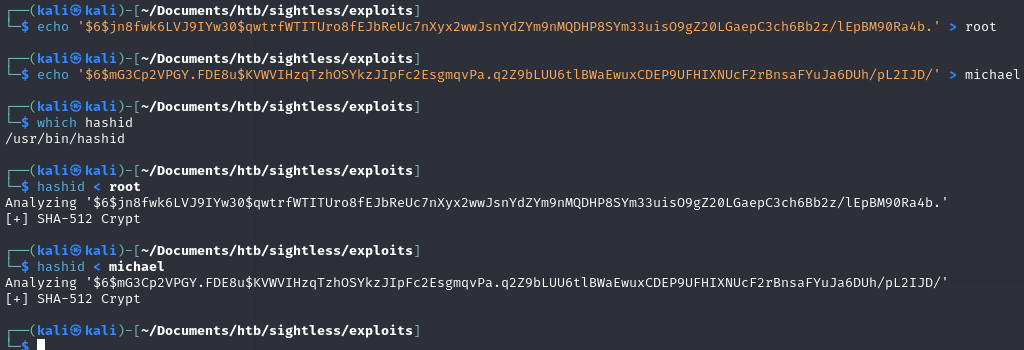 ┌──(kali㉿kali)-[~/Documents/htb/sightless/exploits]
└─$ echo '$6$jn8fwk6LVJ9IYw30$qwtrfWTITUro8fEJbReUc7nXyx2wwJsnYdZYm9nMQDHP8SYm33uisO9gZ20LGaepC3ch6Bb2z/lEpBM90Ra4b.' > root
┌──(kali㉿kali)-[~/Documents/htb/sightless/exploits]
└─$ echo '$6$mG3Cp2VPGY.FDE8u$KVWVIHzqTzhOSYkzJIpFc2EsgmqvPa.q2Z9bLUU6tlBWaEwuxCDEP9UFHIXNUcF2rBnsaFYuJa6DUh/pL2IJD/' > michael
┌──(kali㉿kali)-[~/Documents/htb/sightless/exploits]
└─$ which hashid
/usr/bin/hashid
┌──(kali㉿kali)-[~/Documents/htb/sightless/exploits]
└─$ hashid < root
Analyzing '$6$jn8fwk6LVJ9IYw30$qwtrfWTITUro8fEJbReUc7nXyx2wwJsnYdZYm9nMQDHP8SYm33uisO9gZ20LGaepC3ch6Bb2z/lEpBM90Ra4b.'
[+] SHA-512 Crypt
┌──(kali㉿kali)-[~/Documents/htb/sightless/exploits]
└─$ hashid < michael
Analyzing '$6$mG3Cp2VPGY.FDE8u$KVWVIHzqTzhOSYkzJIpFc2EsgmqvPa.q2Z9bLUU6tlBWaEwuxCDEP9UFHIXNUcF2rBnsaFYuJa6DUh/pL2IJD/'
[+] SHA-512 Crypt
┌──(kali㉿kali)-[~/Documents/htb/sightless/exploits]
└─$